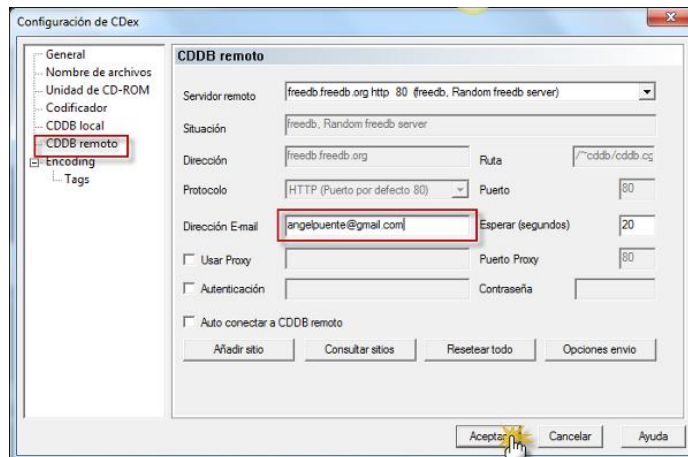 Configuración de CDex
General
Nombre de archivos
Unidad de CD-ROM
Codificador
CDDB local
CDDB remoto
Encoding
Tags
CDDB remoto
Servidor remoto freedb.freedb.org http 80 (freedb, Random freedb server)
Situación freedb, Random freedb server
Dirección freedb.freedb.org Ruta /~cddb/cddb.cg
Protocolo HTTP (Puerto por defecto 80) Puerto 80
Dirección E-mail angelpuente@gmail.com Esperar (segundos) 20
Usar Proxy Puerto Proxy 80
Autenticación Contraseña
Auto conectar a CDDB remoto
Añadir sitio Consultar sitios Resetear todo Opciones envio
Aceptar Cancelar Ayuda